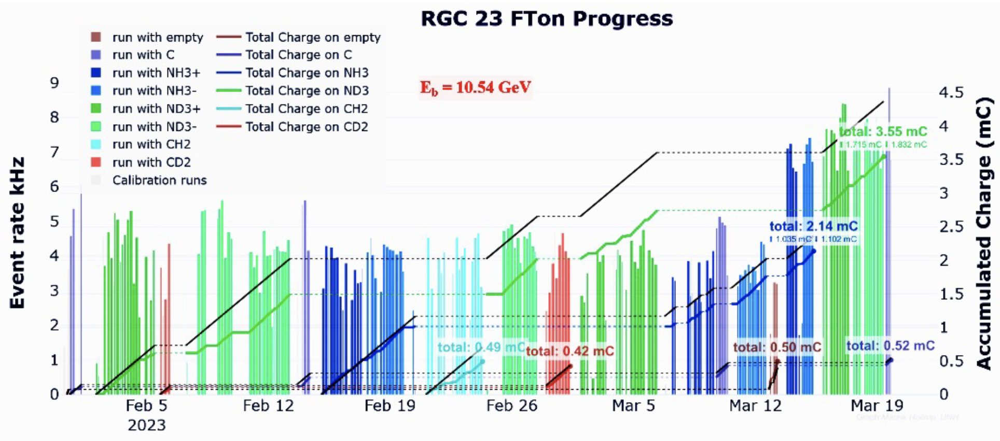 RGC 23 FTon Progress
run with empty
run with C
run with NH3+
run with NH3-
run with ND3+
run with ND3-
run with CH2
run with CD2
Calibration runs
Total Charge on empty
Total Charge on C
Total Charge on NH3
Total Charge on ND3
Total Charge on CH2
Total Charge on CD2
E_b = 10.54 GeV
Event rate kHz
9
8
7
6
5
4
3
2
1
0
total: 3.55 mC
1.715 mC 1.832 mC
total: 2.14 mC
1.035 mC 1.102 mC
total: 0.49 mC
total: 0.42 mC
total: 0.50 mC
total: 0.52 mC
4.5
4
3.5
3
2.5
2
1.5
1
0.5
0
Accumulated Charge (mC)
Feb 5
2023
Feb 12
Feb 19
Feb 26
Mar 5
Mar 12
Mar 19